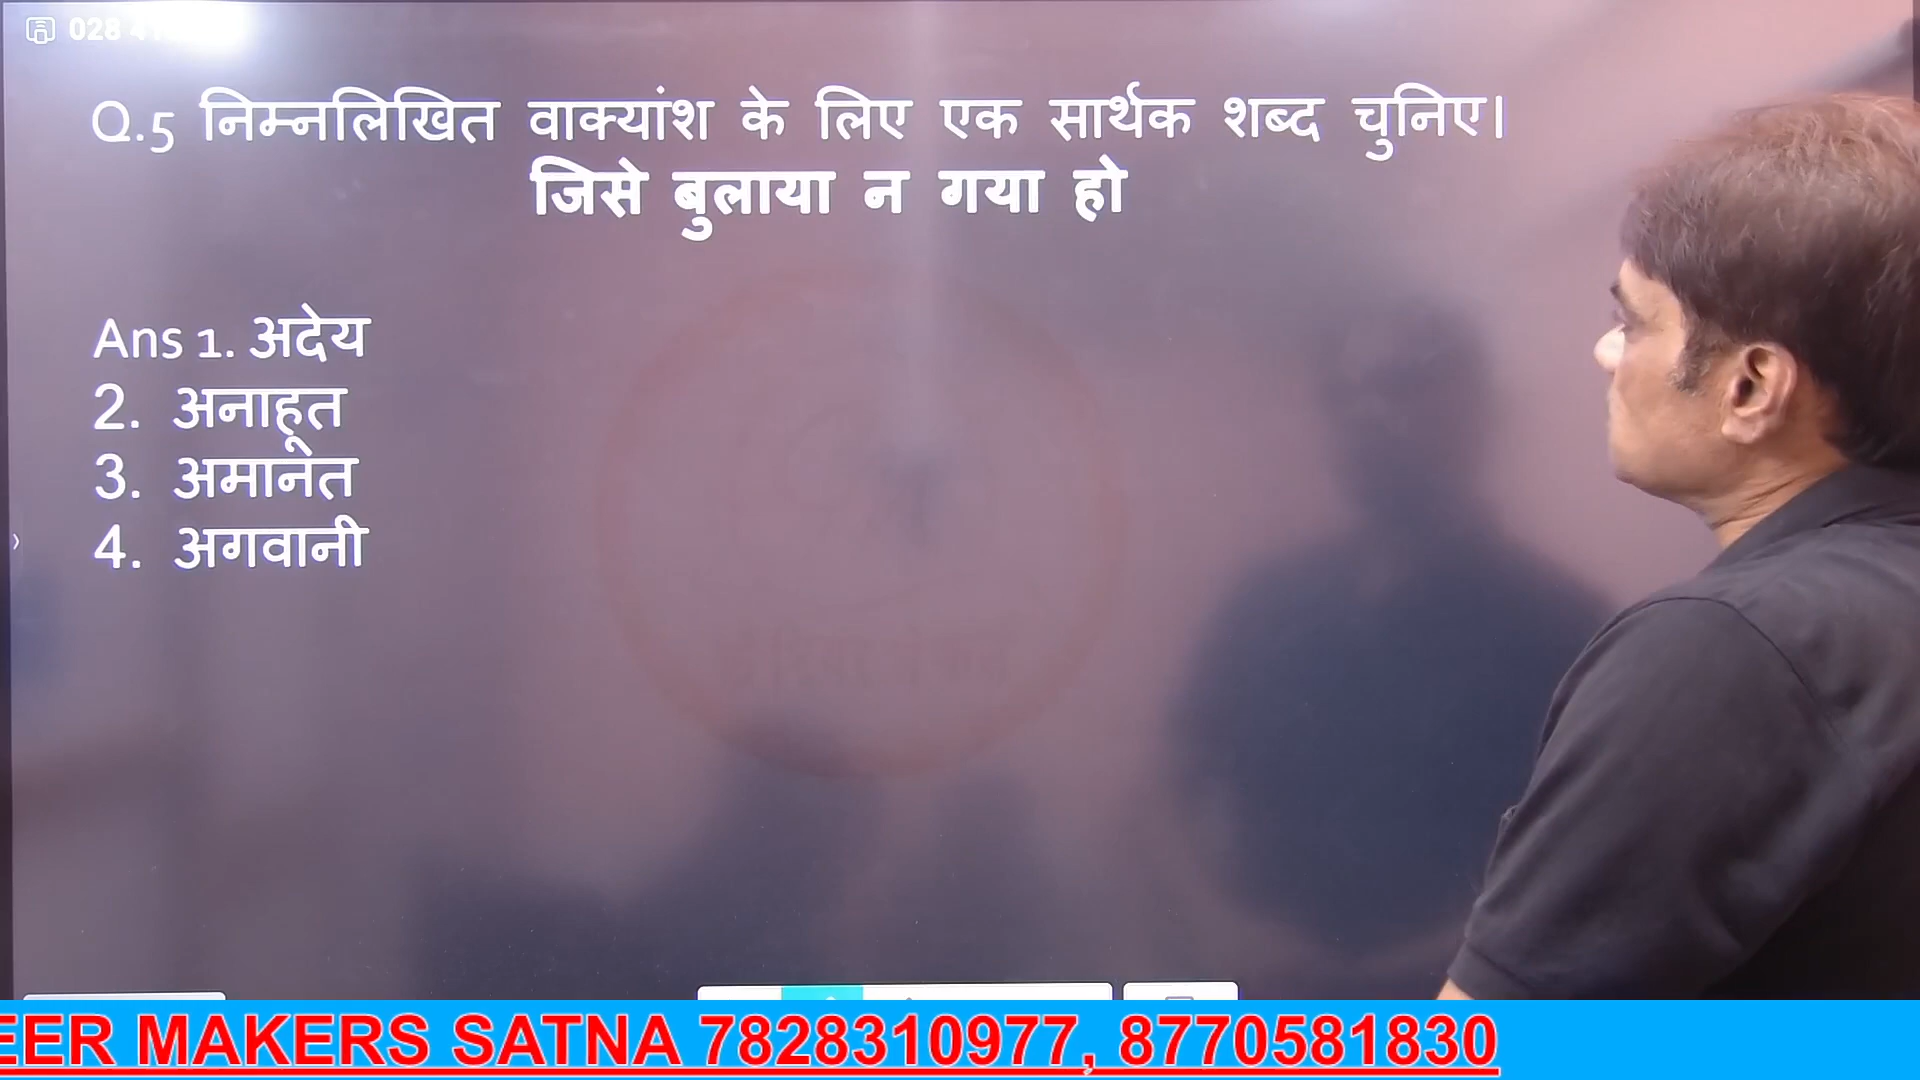 028
Q.5 निम्नलिखित वाक्यांश के लिए एक सार्थक शब्द चुनिए।
जिसे बुलाया न गया हो
Ans 1. अदेय
2. अनाहूत
3. अमानत
4. अगवानी
EER MAKERS SATNA 7828310977, 8770581830